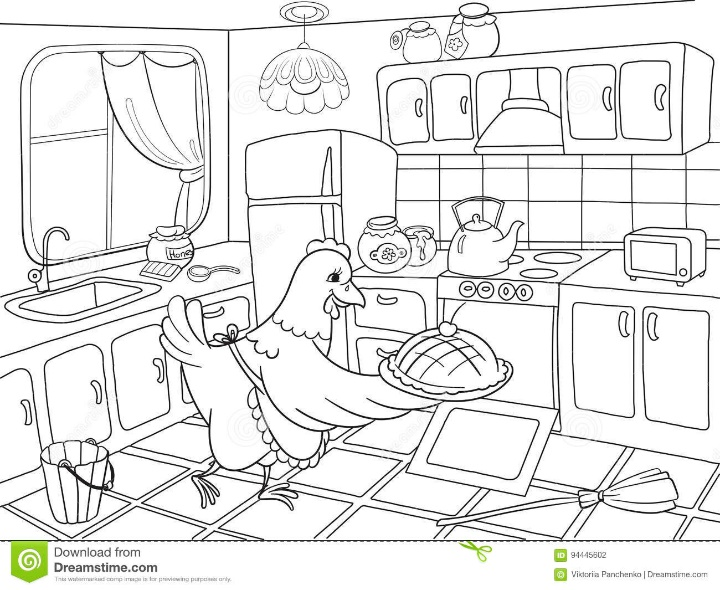 Honey
Download from
Dreamstime.com
This watermarked comp image is for previewing purposes only.
ID 94445602
© Viktoria Panchenko | Dreamstime.com